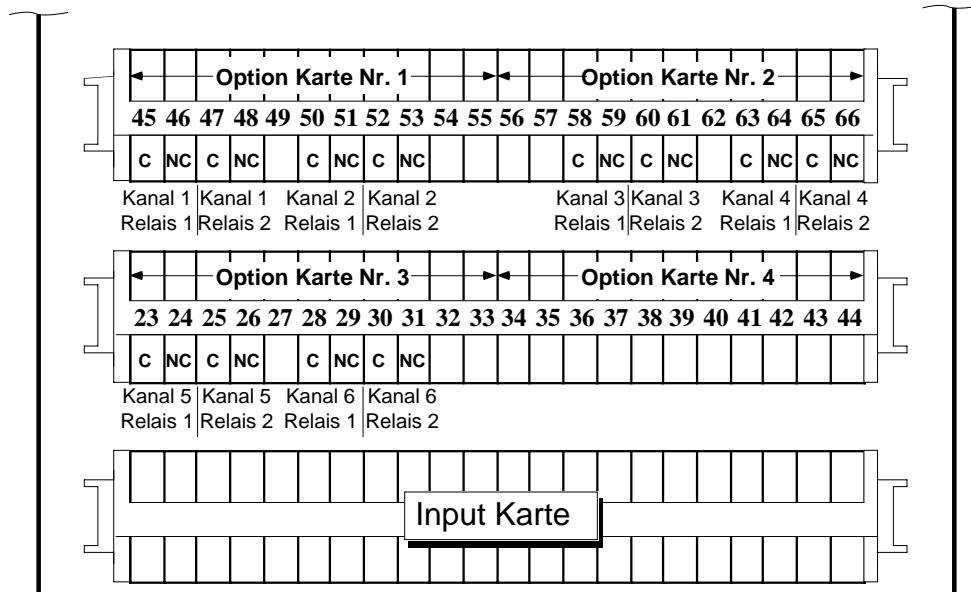 Option Karte Nr. 1 Option Karte Nr. 2
45 46 47 48 49 50 51 52 53 54 55 56 57 58 59 60 61 62 63 64 65 66
C NC C NC C NC C NC C NC C NC C NC C NC
Kanal 1 Kanal 1 Kanal 2 Kanal 2 Kanal 3 Kanal 3 Kanal 4 Kanal 4
Relais 1 Relais 2 Relais 1 Relais 2 Relais 1 Relais 2 Relais 1 Relais 2
Option Karte Nr. 3 Option Karte Nr. 4
23 24 25 26 27 28 29 30 31 32 33 34 35 36 37 38 39 40 41 42 43 44
C NC C NC C NC C NC
Kanal 5 Kanal 5 Kanal 6 Kanal 6
Relais 1 Relais 2 Relais 1 Relais 2
Input Karte